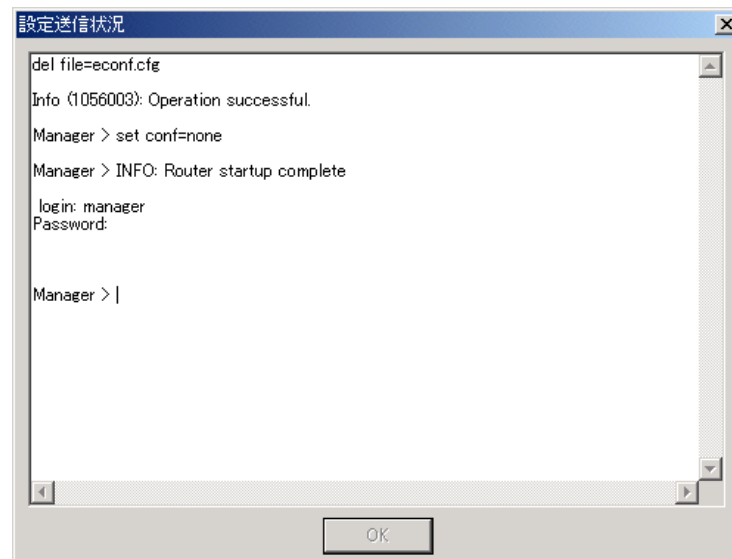 設定送信状況
del file=econf.cfg
Info (1056003): Operation successful.
Manager > set conf=none
Manager > INFO: Router startup complete
login: manager
Password:
Manager >
OK